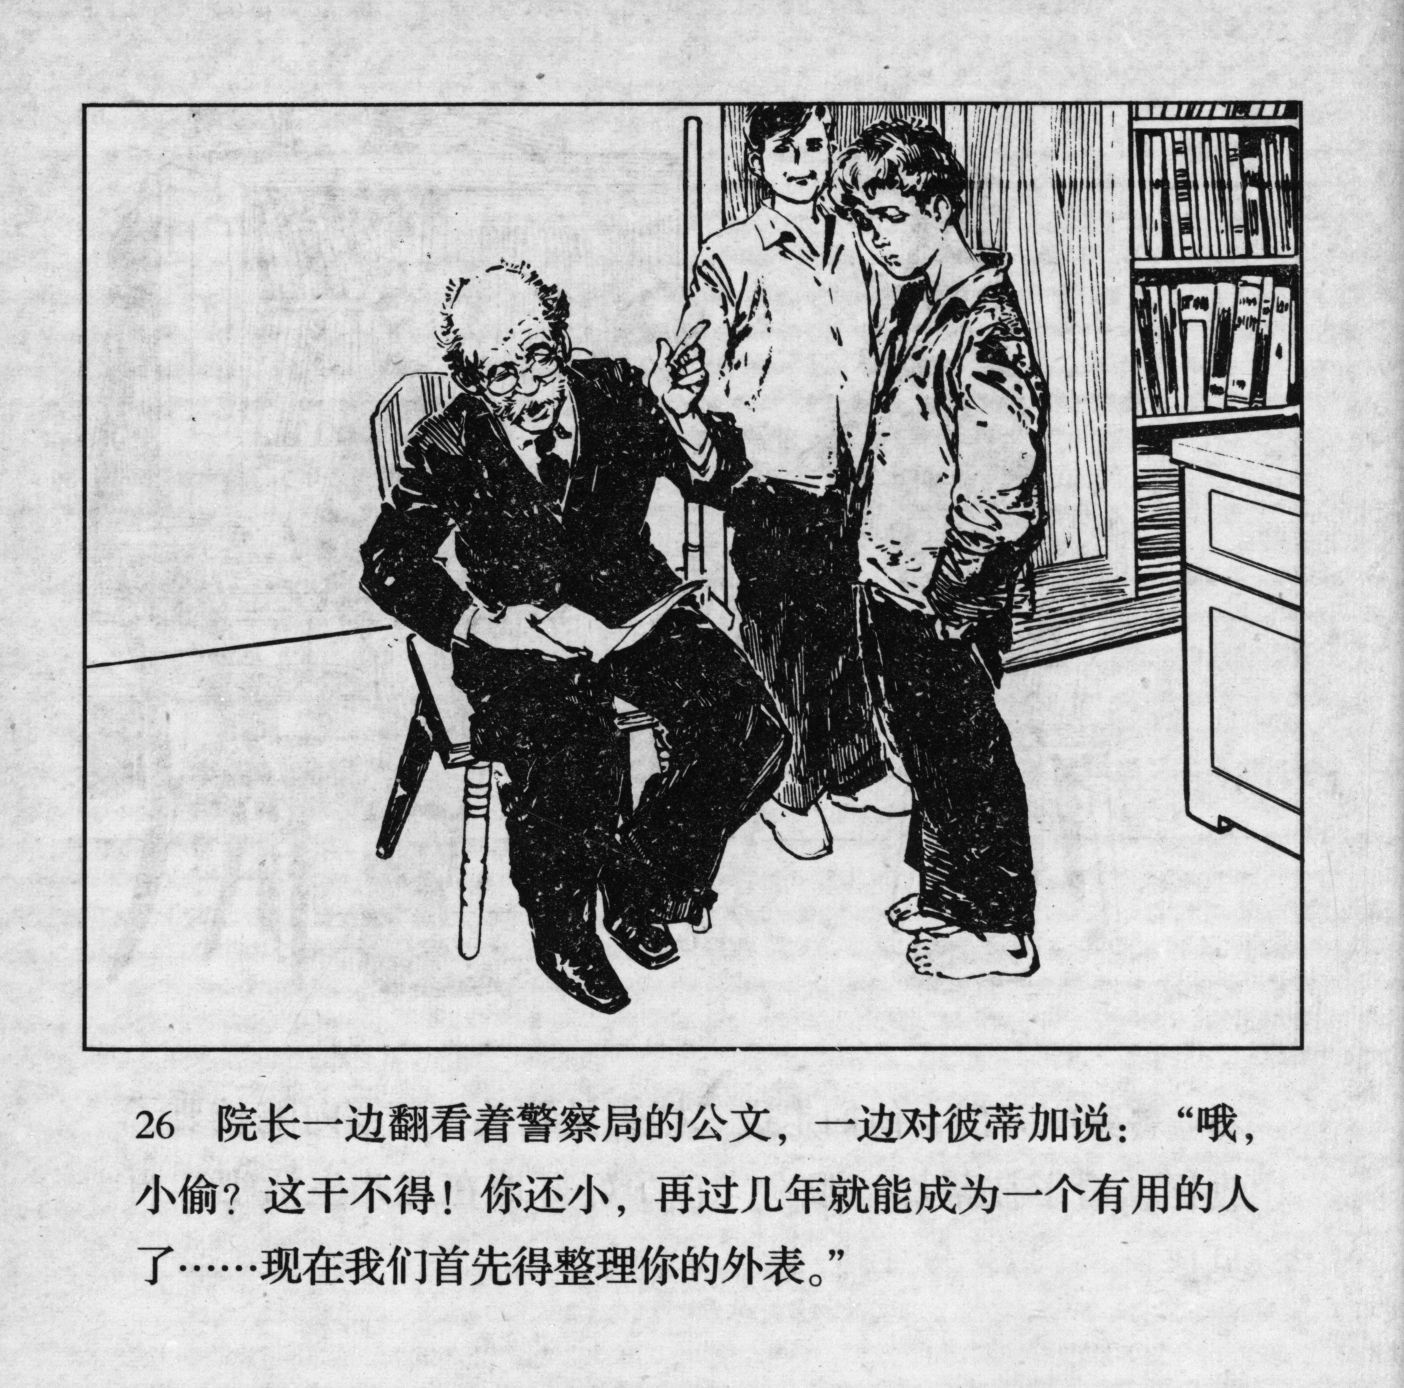 26 院长一边翻看着警察局的公文，一边对彼蒂加说：“哦，
小偷？这干不得！你还小，再过几年就能成为一个有用的人
了……现在我们首先得整理你的外表。”